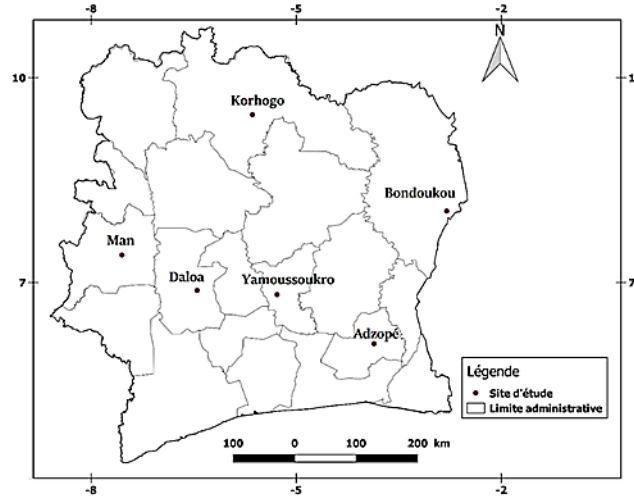 -8 -5 -2
N
10 1
Korhogo
Bondoukou
Man
Daloa
Yamoussoukro
7 7
Adzopé
Légende
Site d'étude
Limite administrative
100 0 100 200 km
-8 -5 -2